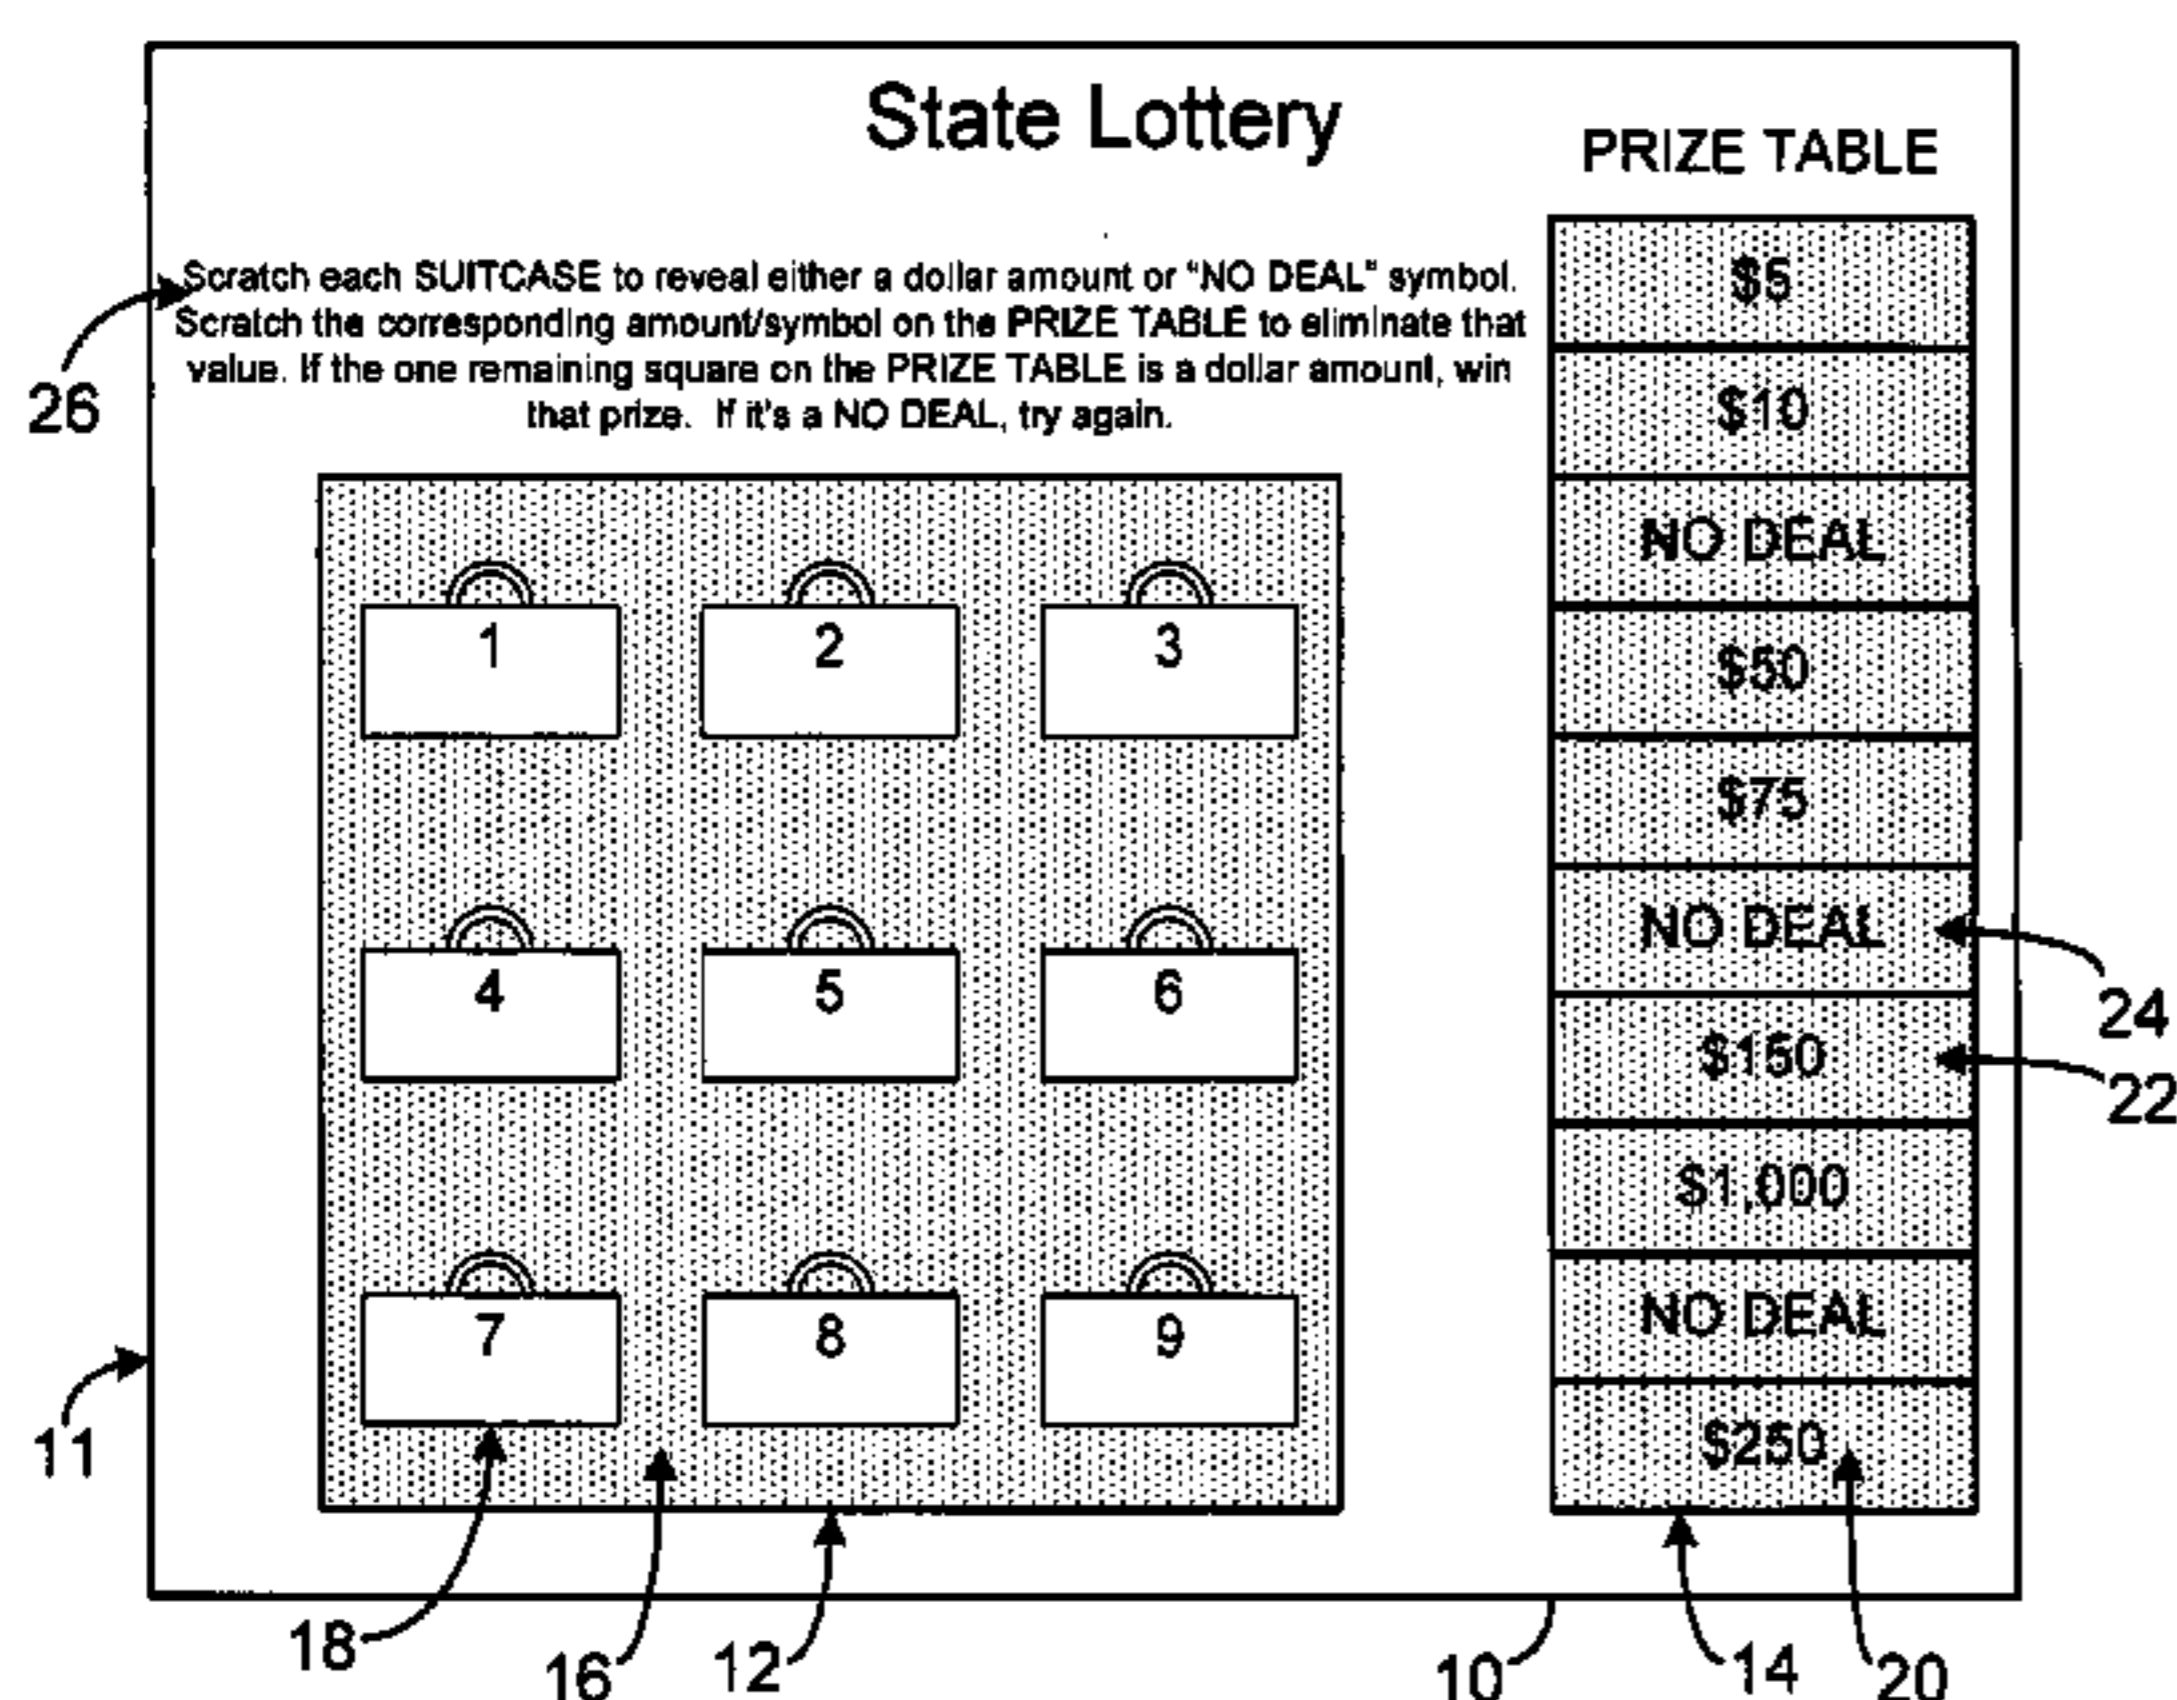 State Lottery
PRIZE TABLE
Scratch each SUITCASE to reveal either a dollar amount or "NO DEAL" symbol.
Scratch the corresponding amount/symbol on the PRIZE TABLE to eliminate that
value. If the one remaining square on the PRIZE TABLE is a dollar amount, win
that prize. If it's a NO DEAL, try again.
26
1
2
3
4
5
6
7
8
9
$5
$10
NO DEAL
$50
$75
NO DEAL
$150
$1,000
NO DEAL
$250
24
22
11
18
16
12
10
14
20